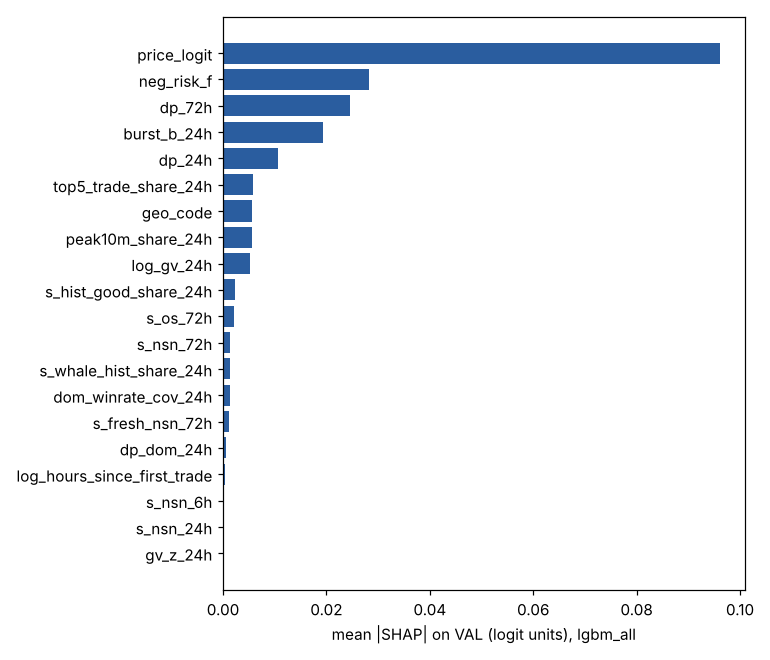 price_logit
neg_risk_f
dp_72h
burst_b_24h
dp_24h
top5_trade_share_24h
geo_code
peak10m_share_24h
log_gv_24h
s_hist_good_share_24h
s_os_72h
s_nsn_72h
s_whale_hist_share_24h
dom_winrate_cov_24h
s_fresh_nsn_72h
dp_dom_24h
log_hours_since_first_trade
s_nsn_6h
s_nsn_24h
gv_z_24h
0.00 0.02 0.04 0.06 0.08 0.10
mean |SHAP| on VAL (logit units), lgbm_all